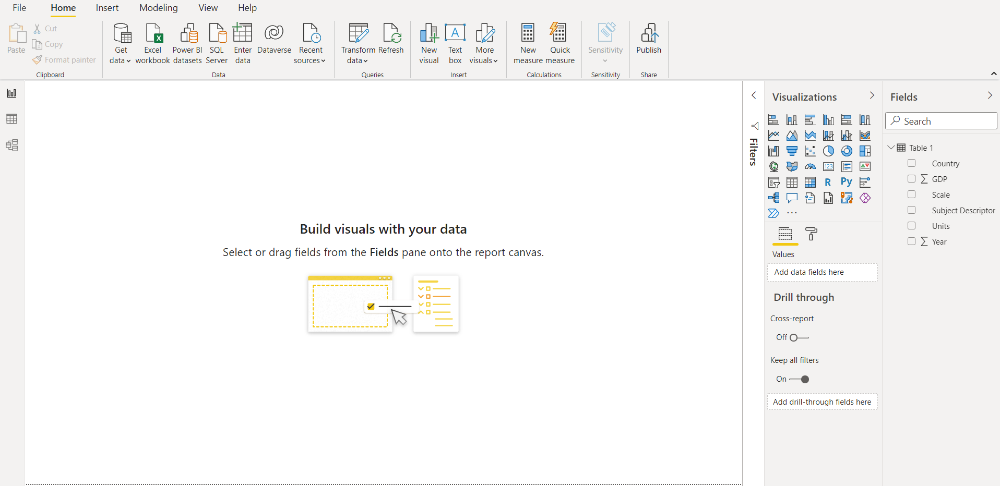 File Home Insert Modeling View Help
Paste
Cut
Copy
Format painter
Clipboard
Get data
Excel workbook
Power BI datasets
SQL Server
Enter data
Dataverse
Recent sources
Data
Transform data
Refresh
Queries
New visual
A
Text box
More visuals
Insert
New measure
Quick measure
Calculations
Sensitivity
Sensitivity
Publish
Share
Build visuals with your data
Select or drag fields from the Fields pane onto the report canvas.
Filters
Visualizations
123
R
Py
...
Values
Add data fields here
Drill through
Cross-report
Off
Keep all filters
On
Add drill-through fields here
Fields
Search
Table 1
Country
∑ GDP
Scale
Subject Descriptor
Units
∑ Year